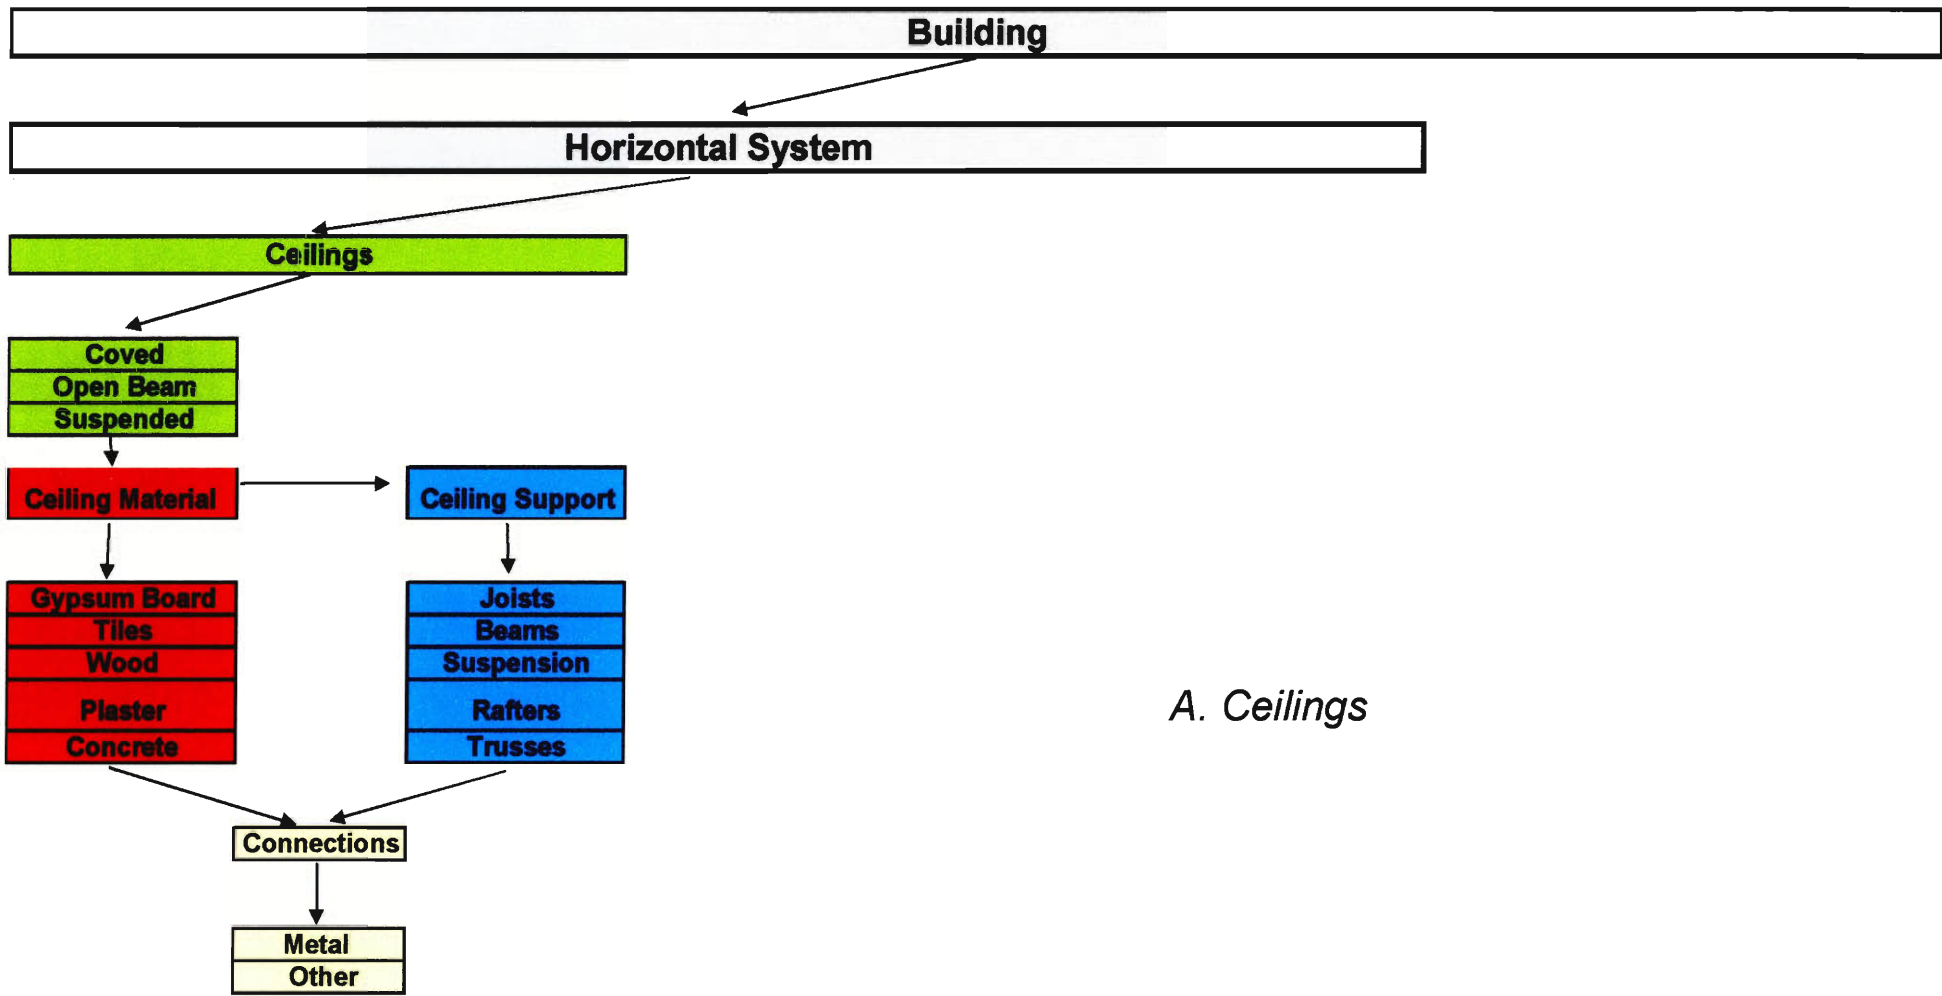 Building
Horizontal System
Ceilings
Coved
Open Beam
Suspended
Ceiling Material
Ceiling Support
Gypsum Board
Tiles
Wood
Plaster
Concrete
Joists
Beams
Suspension
Rafters
Trusses
A. Ceilings
Connections
Metal
Other